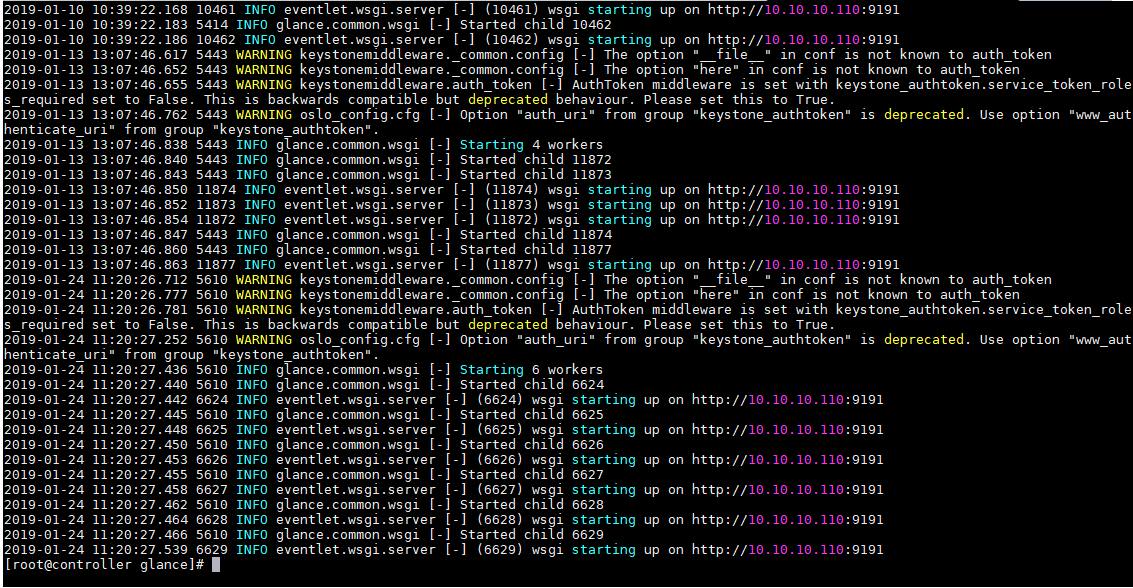 2019-01-10 10:39:22.168 10461 INFO eventlet.wsgi.server [-] (10461) wsgi starting up on http://10.10.10.110:9191
2019-01-10 10:39:22.183 5414 INFO glance.common.wsgi [-] Started child 10462
2019-01-10 10:39:22.186 10462 INFO eventlet.wsgi.server [-] (10462) wsgi starting up on http://10.10.10.110:9191
2019-01-13 13:07:46.617 5443 WARNING keystonemiddleware._common.config [-] The option "__file__" in conf is not known to auth_token
2019-01-13 13:07:46.652 5443 WARNING keystonemiddleware._common.config [-] The option "here" in conf is not known to auth_token
2019-01-13 13:07:46.655 5443 WARNING keystonemiddleware.auth_token [-] AuthToken middleware is set with keystone_authtoken.service_token_role
s_required set to False. This is backwards compatible but deprecated behaviour. Please set this to True.
2019-01-13 13:07:46.762 5443 WARNING oslo_config.cfg [-] Option "auth_uri" from group "keystone_authtoken" is deprecated. Use option "www_aut
henticate_uri" from group "keystone_authtoken".
2019-01-13 13:07:46.838 5443 INFO glance.common.wsgi [-] Starting 4 workers
2019-01-13 13:07:46.840 5443 INFO glance.common.wsgi [-] Started child 11872
2019-01-13 13:07:46.843 5443 INFO glance.common.wsgi [-] Started child 11873
2019-01-13 13:07:46.850 11874 INFO eventlet.wsgi.server [-] (11874) wsgi starting up on http://10.10.10.110:9191
2019-01-13 13:07:46.852 11873 INFO eventlet.wsgi.server [-] (11873) wsgi starting up on http://10.10.10.110:9191
2019-01-13 13:07:46.854 11872 INFO eventlet.wsgi.server [-] (11872) wsgi starting up on http://10.10.10.110:9191
2019-01-13 13:07:46.847 5443 INFO glance.common.wsgi [-] Started child 11874
2019-01-13 13:07:46.860 5443 INFO glance.common.wsgi [-] Started child 11877
2019-01-13 13:07:46.863 11877 INFO eventlet.wsgi.server [-] (11877) wsgi starting up on http://10.10.10.110:9191
2019-01-24 11:20:26.712 5610 WARNING keystonemiddleware._common.config [-] The option "__file__" in conf is not known to auth_token
2019-01-24 11:20:26.777 5610 WARNING keystonemiddleware._common.config [-] The option "here" in conf is not known to auth_token
2019-01-24 11:20:26.781 5610 WARNING keystonemiddleware.auth_token [-] AuthToken middleware is set with keystone_authtoken.service_token_role
s_required set to False. This is backwards compatible but deprecated behaviour. Please set this to True.
2019-01-24 11:20:27.252 5610 WARNING oslo_config.cfg [-] Option "auth_uri" from group "keystone_authtoken" is deprecated. Use option "www_aut
henticate_uri" from group "keystone_authtoken".
2019-01-24 11:20:27.436 5610 INFO glance.common.wsgi [-] Starting 6 workers
2019-01-24 11:20:27.440 5610 INFO glance.common.wsgi [-] Started child 6624
2019-01-24 11:20:27.442 6624 INFO eventlet.wsgi.server [-] (6624) wsgi starting up on http://10.10.10.110:9191
2019-01-24 11:20:27.445 5610 INFO glance.common.wsgi [-] Started child 6625
2019-01-24 11:20:27.448 6625 INFO eventlet.wsgi.server [-] (6625) wsgi starting up on http://10.10.10.110:9191
2019-01-24 11:20:27.450 5610 INFO glance.common.wsgi [-] Started child 6626
2019-01-24 11:20:27.453 6626 INFO eventlet.wsgi.server [-] (6626) wsgi starting up on http://10.10.10.110:9191
2019-01-24 11:20:27.455 5610 INFO glance.common.wsgi [-] Started child 6627
2019-01-24 11:20:27.458 6627 INFO eventlet.wsgi.server [-] (6627) wsgi starting up on http://10.10.10.110:9191
2019-01-24 11:20:27.462 5610 INFO glance.common.wsgi [-] Started child 6628
2019-01-24 11:20:27.464 6628 INFO eventlet.wsgi.server [-] (6628) wsgi starting up on http://10.10.10.110:9191
2019-01-24 11:20:27.466 5610 INFO glance.common.wsgi [-] Started child 6629
2019-01-24 11:20:27.539 6629 INFO eventlet.wsgi.server [-] (6629) wsgi starting up on http://10.10.10.110:9191
[root@controller glance]#